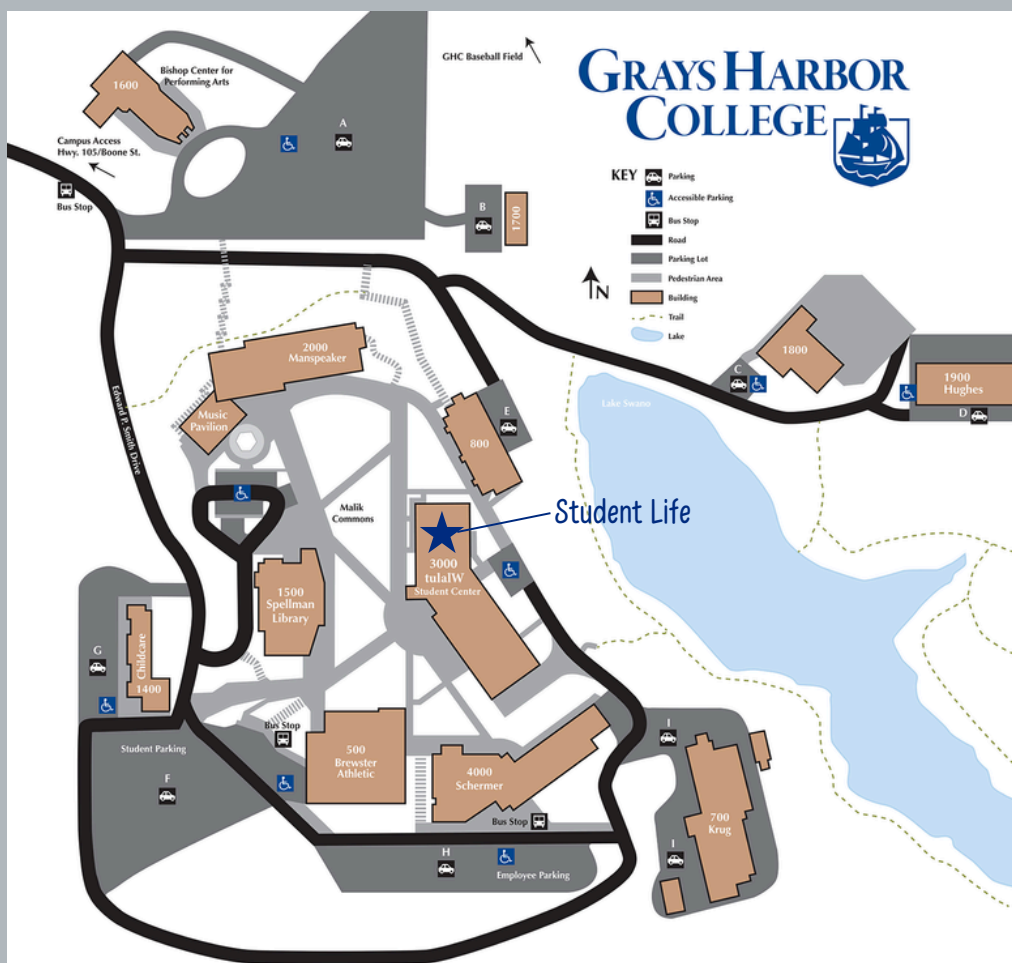 GRAYS HARBOR
COLLEGE
KEY
Parking
Accessible Parking
Bus Stop
Road
Parking Lot
Pedestrian Area
Building
Trail
Lake
N
GHC Baseball Field
Bishop Center for
Performing Arts
1600
Campus Access
Hwy. 105/Boone St.
Bus Stop
A
B
1700
2000
Manspeaker
Music
Pavilion
Edward P. Smith Drive
E
800
C
1800
1900
Hughes
D
Lake Swano
Malik
Commons
Student Life
3000
tulalW
Student Center
1500
Spellman
Library
G
Childcare
1400
Student Parking
F
Bus Stop
500
Brewster
Athletic
4000
Schermer
Bus Stop
I
700
Krug
I
H
Employee Parking